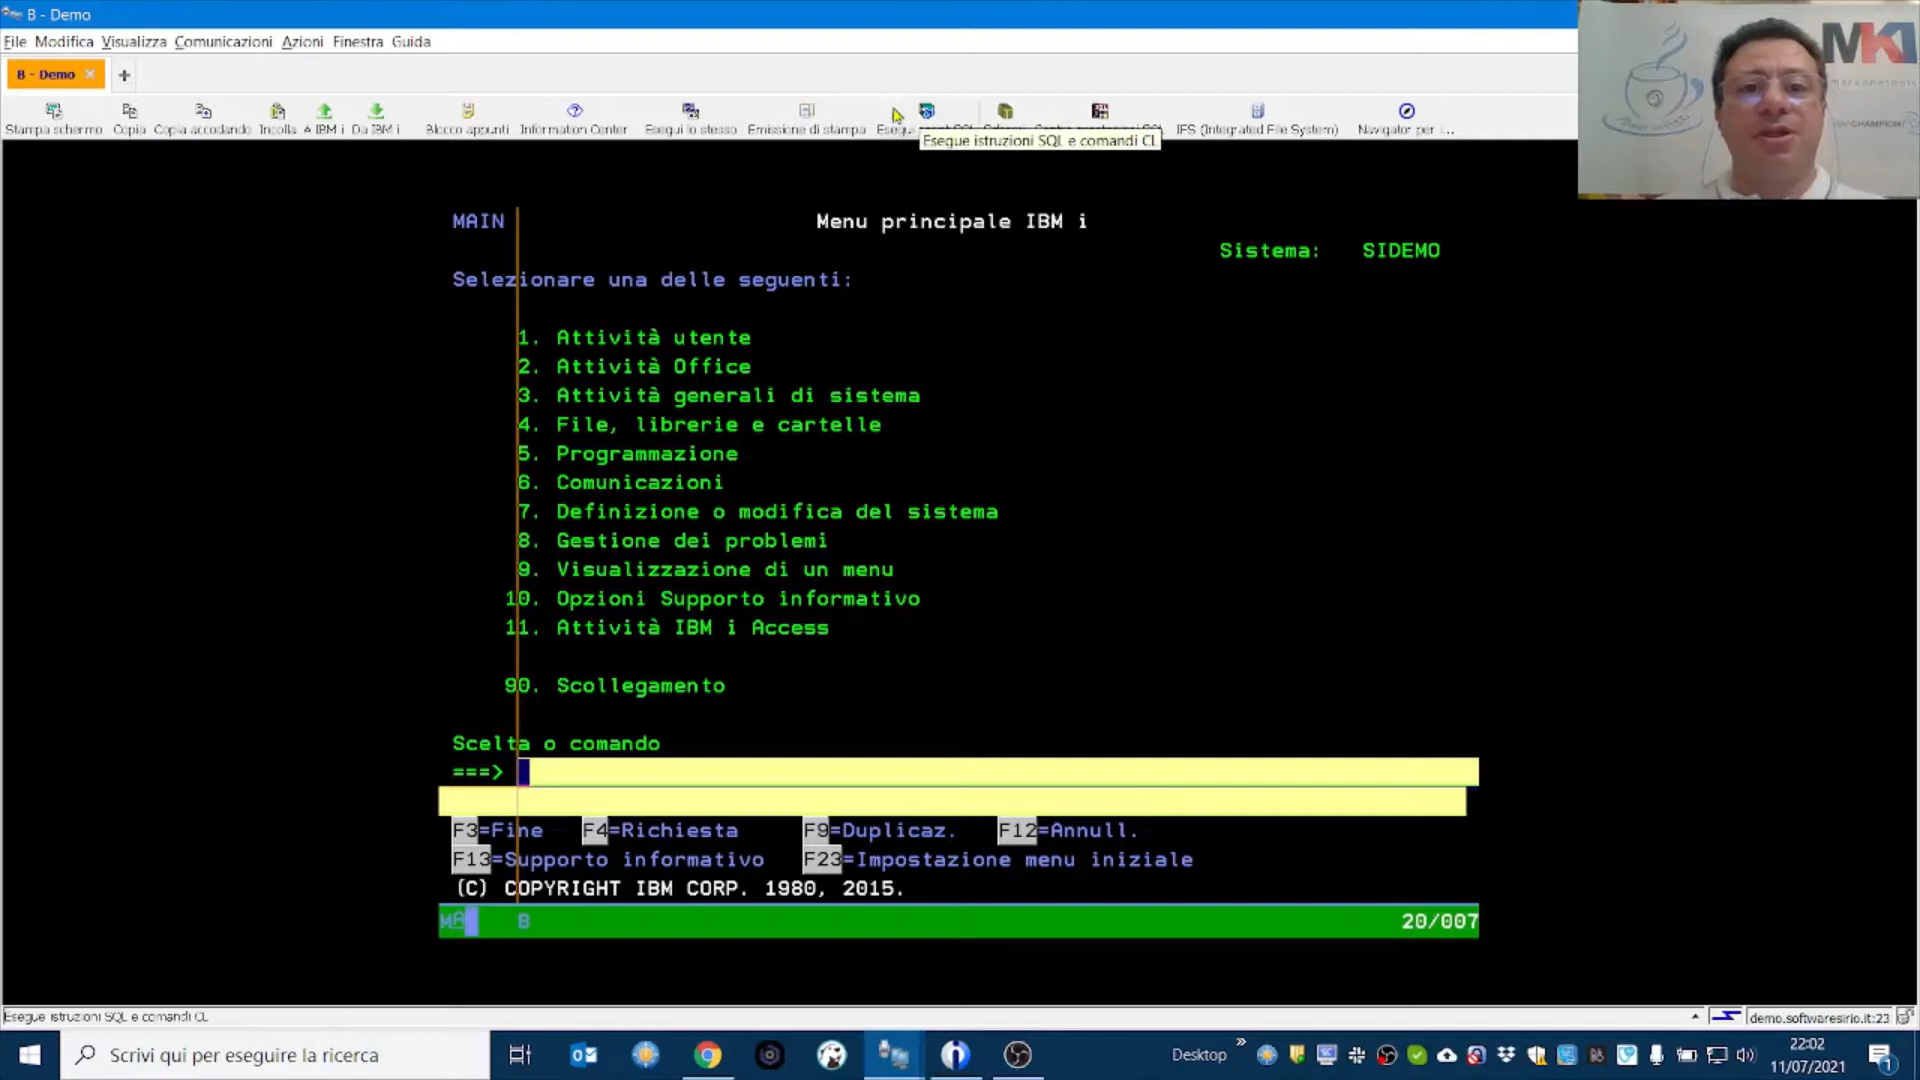 B - Demo
File Modifica Visualizza Comunicazioni Azioni Finestra Guida
B - Demo
Stampa schermo Copia Copia accodando Incolla A IBM i Da IBM i Blocco appunti Information Center Esegui lo stesso Emissione di stampa IFS (Integrated File System) Navigator per i...
Esegue istruzioni SQL e comandi CL
MAIN Menu principale IBM i
Sistema: SIDEMO
Selezionare una delle seguenti:
1. Attività utente
2. Attività Office
3. Attività generali di sistema
4. File, librerie e cartelle
5. Programmazione
6. Comunicazioni
7. Definizione o modifica del sistema
8. Gestione dei problemi
9. Visualizzazione di un menu
10. Opzioni Supporto informativo
11. Attività IBM i Access
90. Scollegamento
Scelta o comando
===>
F3=Fine F4=Richiesta F9=Duplicaz. F12=Annull.
F13=Supporto informativo F23=Impostazione menu iniziale
(C) COPYRIGHT IBM CORP. 1980, 2015.
MA B 20/007
Esegue istruzioni SQL e comandi CL
demo.softwaresirio.it:23
Scrivi qui per eseguire la ricerca
Desktop
22:02
11/07/2021